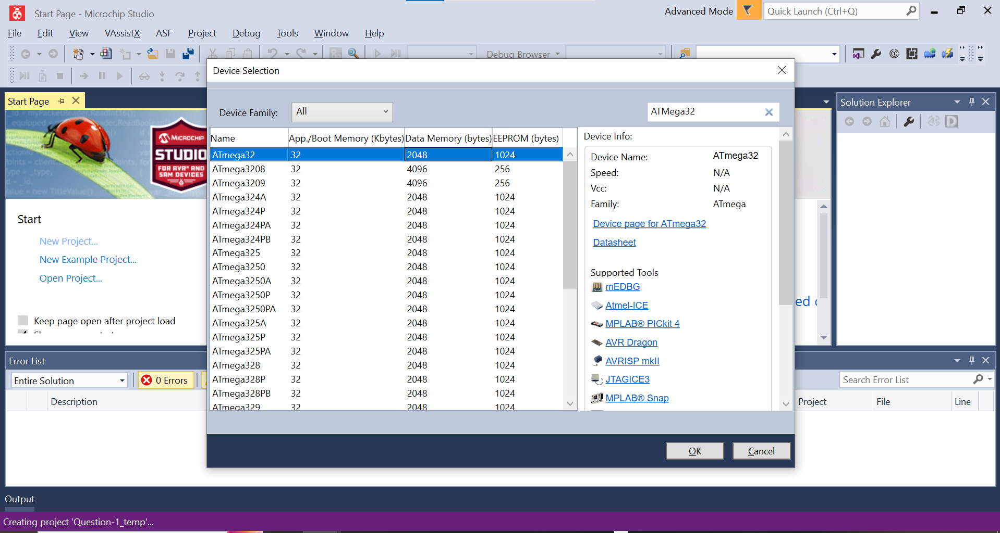 Start Page - Microchip Studio
Advanced Mode
Quick Launch (Ctrl+Q)
File Edit View VAssistX ASF Project Debug Tools Window Help
Debug Browser
Device Selection
Start Page
Solution Explorer
MICROCHIP
STUDIO
FOR AVR® AND
SAM DEVICES
Start
New Project...
New Example Project...
Open Project...
Keep page open after project load
Device Family: All ATMega32
Name App./Boot Memory (Kbytes) Data Memory (bytes) EEPROM (bytes)
ATmega32 32 2048 1024
ATmega3208 32 4096 256
ATmega3209 32 4096 256
ATmega324A 32 2048 1024
ATmega324P 32 2048 1024
ATmega324PA 32 2048 1024
ATmega324PB 32 2048 1024
ATmega325 32 2048 1024
ATmega3250 32 2048 1024
ATmega3250A 32 2048 1024
ATmega3250P 32 2048 1024
ATmega3250PA 32 2048 1024
ATmega325A 32 2048 1024
ATmega325P 32 2048 1024
ATmega325PA 32 2048 1024
ATmega328 32 2048 1024
ATmega328P 32 2048 1024
ATmega328PB 32 2048 1024
ATmega329 32 2048 1024
Device Info:
Device Name: ATmega32
Speed: N/A
Vcc: N/A
Family: ATmega
Device page for ATmega32
Datasheet
Supported Tools
mEDBG
Atmel-ICE
MPLAB® PICkit 4
AVR Dragon
AVRISP mkII
JTAGICE3
MPLAB® Snap
OK Cancel
ed
Error List
Entire Solution 0 Errors
Search Error List
Description Project File Line
Output
Creating project 'Question-1_temp'...